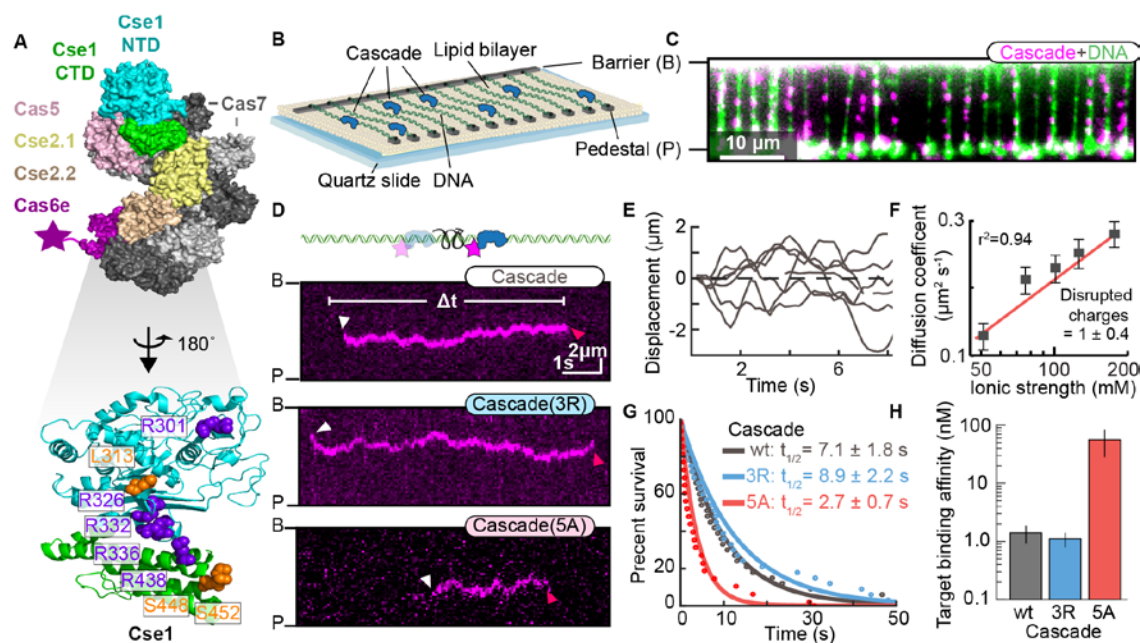 A
Cse1
NTD
Cse1
CTD
Cas5
Cas7
Cse2.1
Cse2.2
Cas6e
180°
R301
L313
R326
R332
R336
R438
S448
S452
Cse1
B
Cascade
Lipid bilayer
Quartz slide
DNA
Barrier (B)
Pedestal (P)
C
Cascade+DNA
10 μm
D
Cascade
B
Δt
2μm
1s
P
B
Cascade(3R)
P
B
Cascade(5A)
P
E
Displacement (μm)
2
0
-2
2
4
6
8
Time (s)
F
Diffusion coefficent
(μm² s⁻¹)
0.3
0.1
r²=0.94
Disrupted
charges
= 1 ± 0.4
50
100
200
Ionic strength (mM)
G
Precent survival
100
80
60
40
20
0
Cascade
wt: t1/2= 7.1 ± 1.8 s
3R: t1/2= 8.9 ± 2.2 s
5A: t1/2= 2.7 ± 0.7 s
0
10
20
30
40
50
Time (s)
H
Target binding affinity (nM)
100
10
1.0
0.1
wt
3R
5A
Cascade